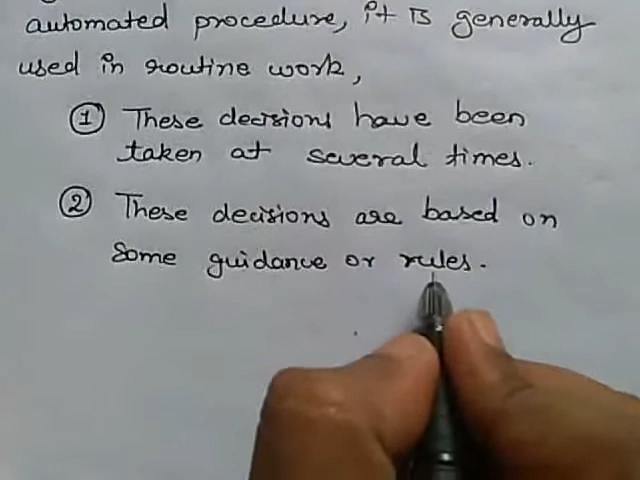 automated procedure, it is generally
used in routine work,
① These decisions have been
taken at several times.
② These decisions are based on
some guidance or rules.